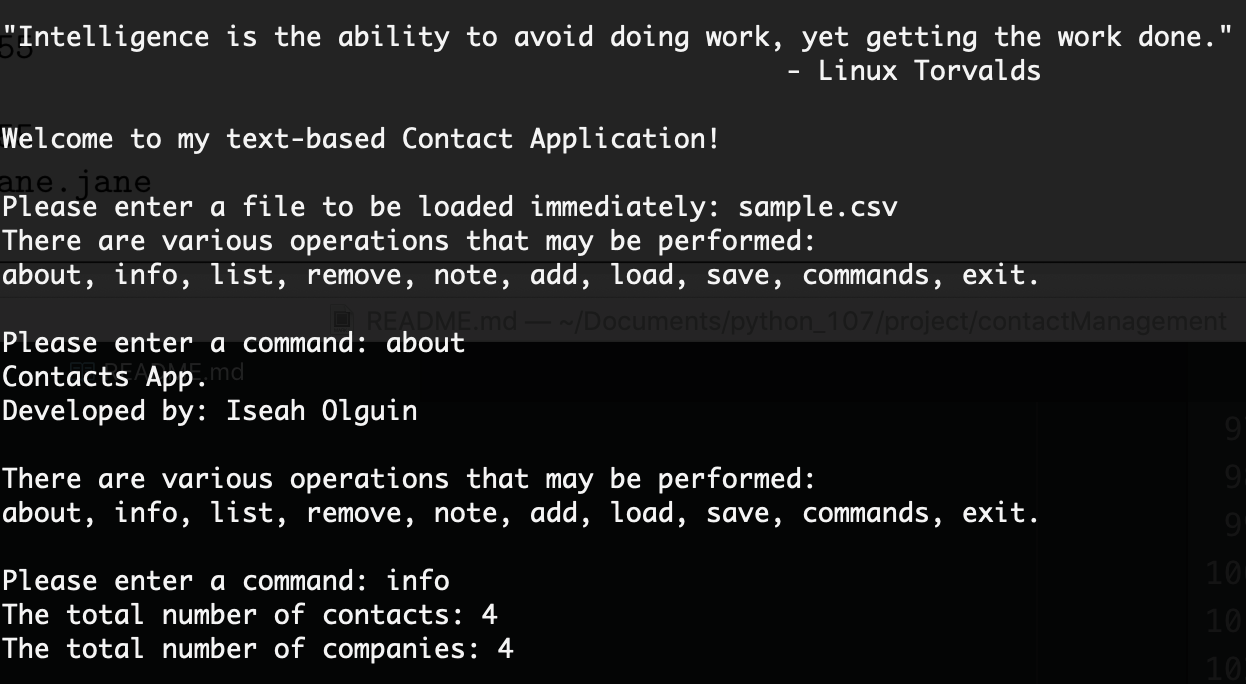 "Intelligence is the ability to avoid doing work, yet getting the work done."
- Linux Torvalds
Welcome to my text-based Contact Application!
ane.jane
Please enter a file to be loaded immediately: sample.csv
There are various operations that may be performed:
about, info, list, remove, note, add, load, save, commands, exit.
README.md — ~/Documents/python_107/project/contactManagement
Please enter a command: about
README.md
Contacts App.
Developed by: Iseah Olguin
There are various operations that may be performed:
about, info, list, remove, note, add, load, save, commands, exit.
Please enter a command: info
The total number of contacts: 4
The total number of companies: 4